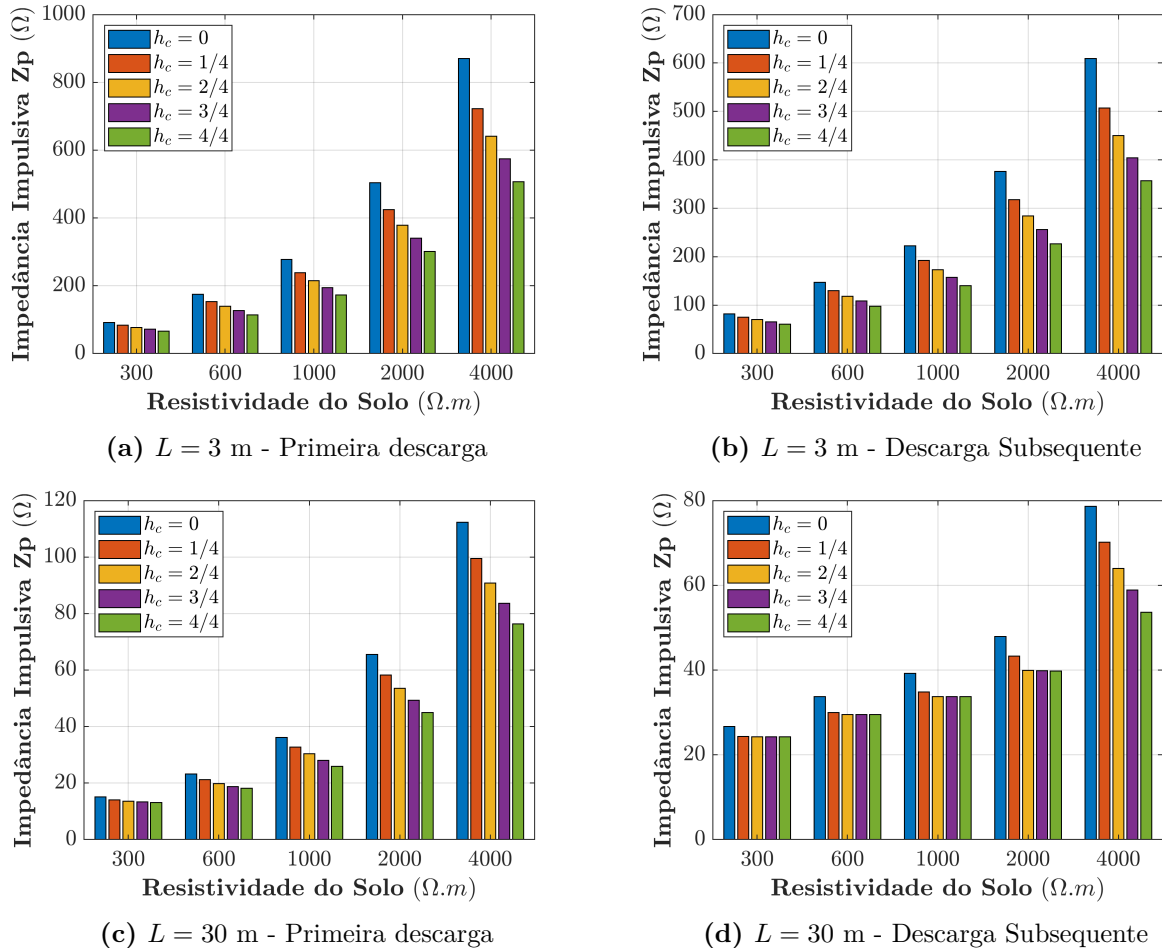 Impedância Impulsiva Zp (Ω)
1000
800
600
400
200
0
h_c = 0
h_c = 1/4
h_c = 2/4
h_c = 3/4
h_c = 4/4
300 600 1000 2000 4000
Resistividade do Solo (Ω.m)
(a) L = 3 m - Primeira descarga
Impedância Impulsiva Zp (Ω)
700
600
500
400
300
200
100
0
h_c = 0
h_c = 1/4
h_c = 2/4
h_c = 3/4
h_c = 4/4
300 600 1000 2000 4000
Resistividade do Solo (Ω.m)
(b) L = 3 m - Descarga Subsequente
Impedância Impulsiva Zp (Ω)
120
100
80
60
40
20
0
h_c = 0
h_c = 1/4
h_c = 2/4
h_c = 3/4
h_c = 4/4
300 600 1000 2000 4000
Resistividade do Solo (Ω.m)
(c) L = 30 m - Primeira descarga
Impedância Impulsiva Zp (Ω)
80
60
40
20
0
h_c = 0
h_c = 1/4
h_c = 2/4
h_c = 3/4
h_c = 4/4
300 600 1000 2000 4000
Resistividade do Solo (Ω.m)
(d) L = 30 m - Descarga Subsequente